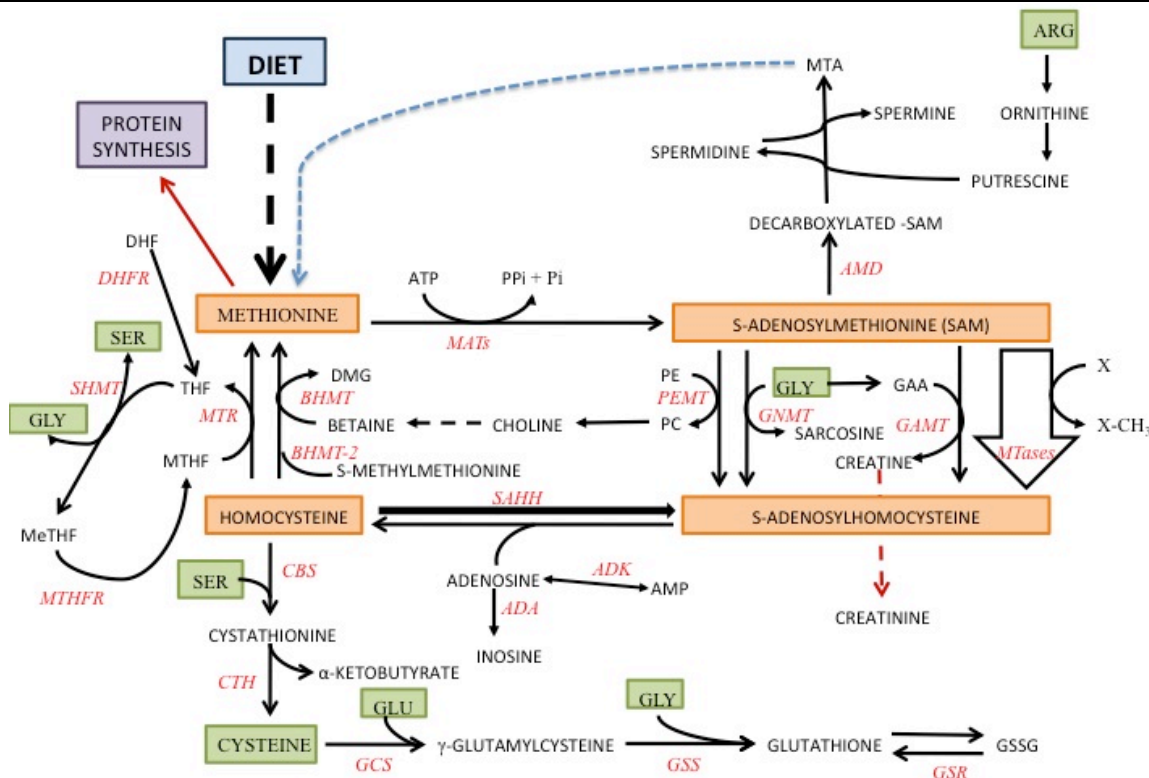 ARG
DIET
MTA
PROTEIN
SYNTHESIS
SPERMINE
ORNITHINE
SPERMIDINE
PUTRESCINE
DECARBOXYLATED -SAM
DHF
DHFR
ATP
PPi + Pi
AMD
METHIONINE
MATs
S-ADENOSYLMETHIONINE (SAM)
SER
SHMT
THF
DMG
BHMT
PE
PEMT
GLY
GAA
X
GLY
MTR
BETAINE
CHOLINE
PC
GNMT
SARCOSINE
GAMT
X-CH3
MTHF
BHMT-2
S-METHYLMETHIONINE
CREATINE
MTases
SAHH
HOMOCYSTEINE
S-ADENOSYLHOMOCYSTEINE
MeTHF
MTHFR
SER
CBS
ADENOSINE
ADK
AMP
ADA
CREATININE
CYSTATHIONINE
INOSINE
CTH
α-KETOBUTYRATE
GLU
GLY
CYSTEINE
γ-GLUTAMYLCYSTEINE
GLUTATHIONE
GSSG
GCS
GSS
GSR